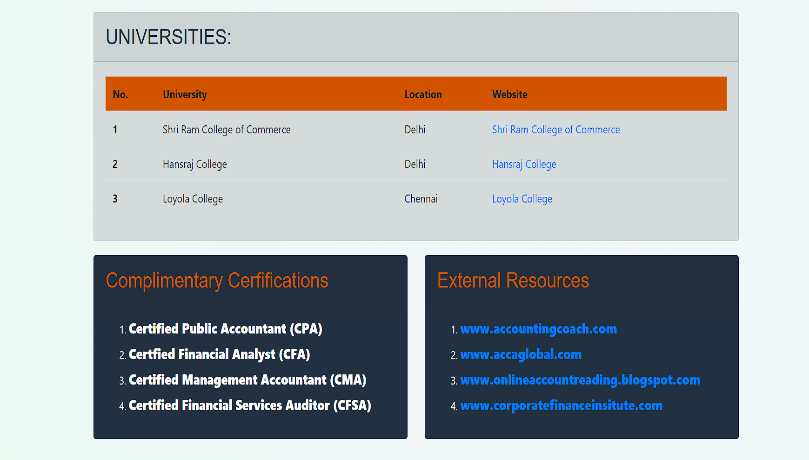 UNIVERSITIES:
No. University Location Website
1 Shri Ram College of Commerce Delhi Shri Ram College of Commerce
2 Hansraj College Delhi Hansraj College
3 Loyola College Chennai Loyola College
Complimentary Cerfifications
1. Certified Public Accountant (CPA)
2. Certfied Financial Analyst (CFA)
3. Certified Management Accountant (CMA)
4. Certified Financial Services Auditor (CFSA)
External Resources
1. www.accountingcoach.com
2. www.accaglobal.com
3. www.onlineaccountreading.blogspot.com
4. www.corporatefinanceinsitute.com